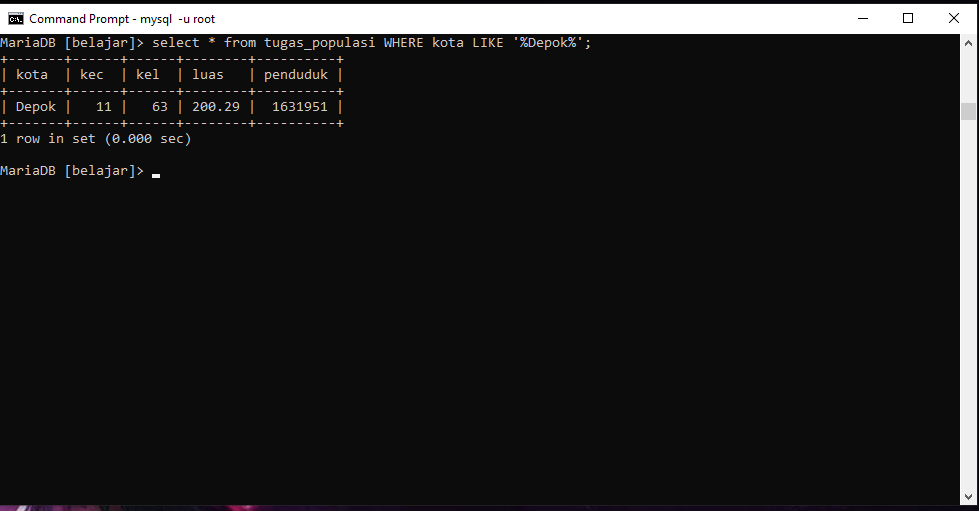 Command Prompt - mysql  -u root
MariaDB [belajar]> select * from tugas_populasi WHERE kota LIKE '%Depok%';
+-------+------+------+--------+----------+
| kota  | kec  | kel  | luas   | penduduk |
+-------+------+------+--------+----------+
| Depok |   11 |   63 | 200.29 |  1631951 |
+-------+------+------+--------+----------+
1 row in set (0.000 sec)
MariaDB [belajar]>